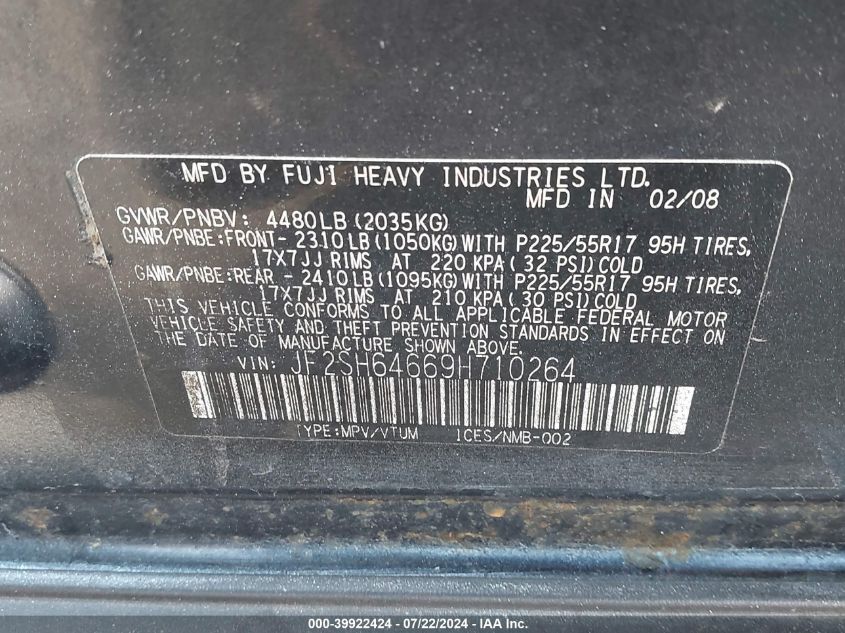 MFD BY FUJI HEAVY INDUSTRIES LTD.
MFD IN 02/08
GVWR/PNBV: 4480LB (2035KG)
GAWR/PNBE:FRONT- 2310LB (1050KG) WITH P225/55R17 95H TIRES,
17X7JJ RIMS AT 220 KPA( 32 PSI)COLD
GAWR/PNBE:REAR - 2410LB (1095KG) WITH P225/55R17 95H TIRES,
17X7JJ RIMS AT 210 KPA( 30 PSI)COLD
THIS VEHICLE CONFORMS TO ALL APPLICABLE FEDERAL MOTOR
VEHICLE SAFETY AND THEFT PREVENTION STANDARDS IN EFFECT ON
THE DATE OF MANUFACTURE SHOWN ABOVE.
VIN: JF2SH64669H710264
TYPE:MPV/VTUM ICES/NMB-002
000-39922424 - 07/22/2024 - IAA Inc.